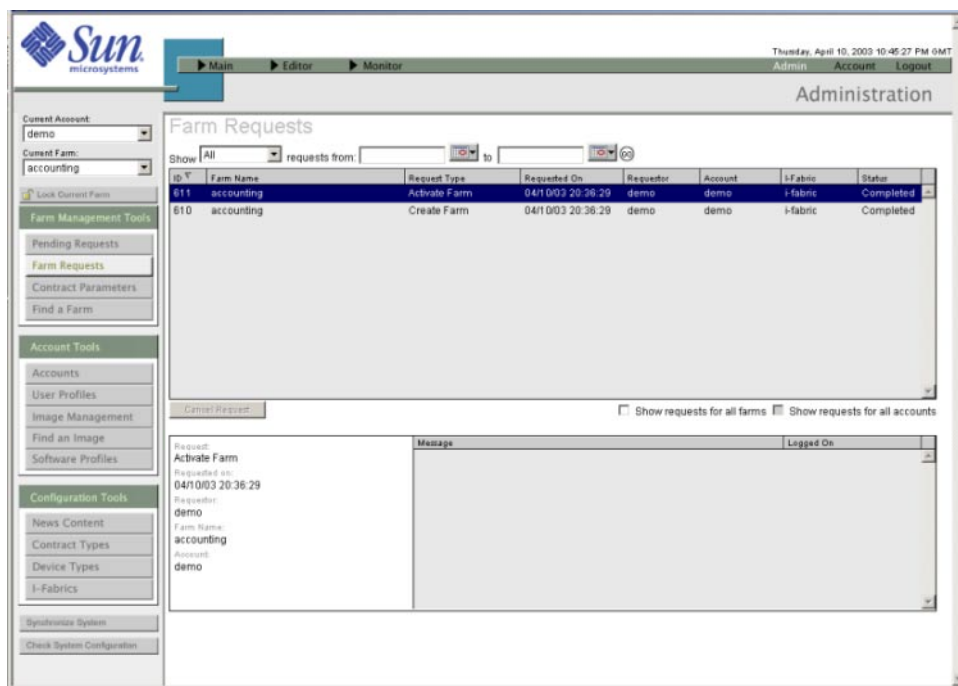 Sun
microsystems
Thursday, April 10, 2003 10:45:27 PM GMT
Main Editor Monitor
Admin Account Logout
Administration
Current Account:
demo
Current Farm:
accounting
Lock Current Farm
Farm Management Tools
Pending Requests
Farm Requests
Contract Parameters
Find a Farm
Account Tools
Accounts
User Profiles
Image Management
Find an Image
Software Profiles
Configuration Tools
News Content
Contract Types
Device Types
I-Fabrics
Synchronize System
Check System Configuration
Farm Requests
Show All requests from: to GO
ID Farm Name Request Type Requested On Requestor Account I-Fabric Status
611 accounting Activate Farm 04/10/03 20:36:29 demo demo i-fabric Completed
610 accounting Create Farm 04/10/03 20:36:29 demo demo i-fabric Completed
Cancel Request
Show requests for all farms Show requests for all accounts
Request:
Activate Farm
Requested on:
04/10/03 20:36:29
Requestor:
demo
Farm Name:
accounting
Account:
demo
Message Logged On